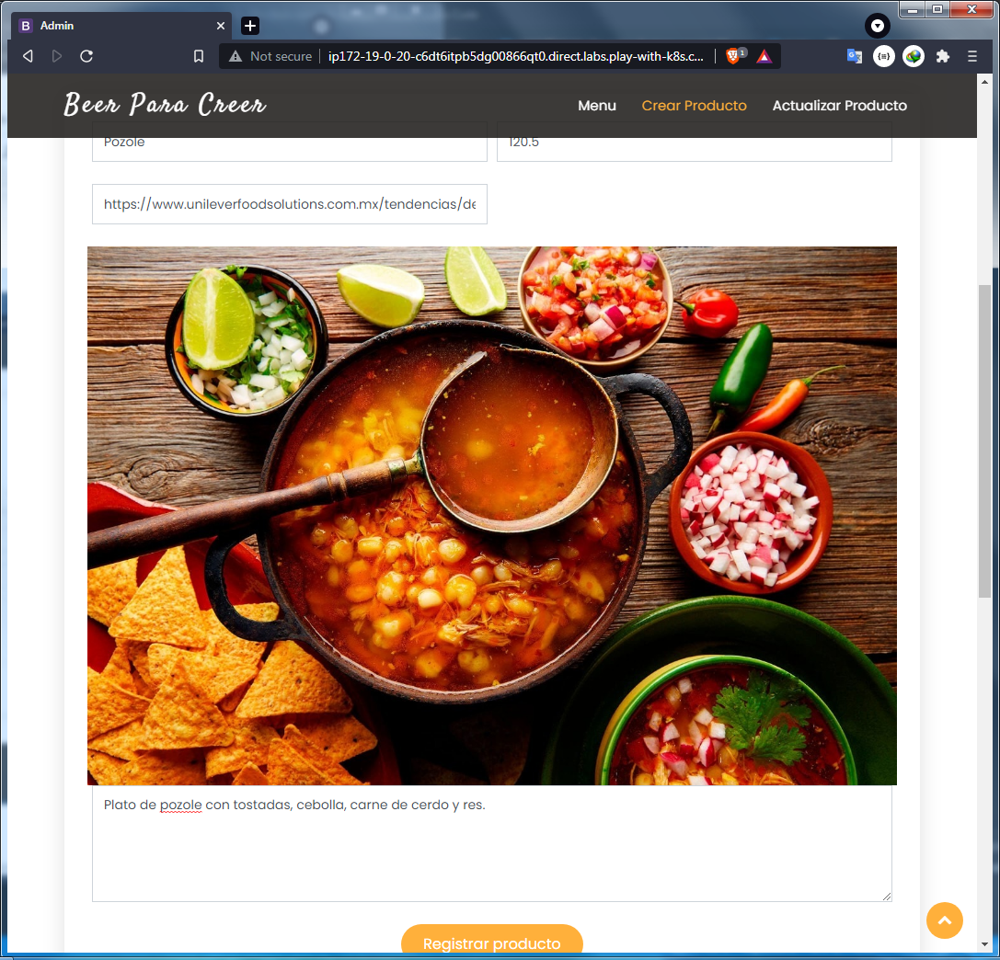 Admin
Not secure
ip172-19-0-20-c6dt6itpb5dg00866qt0.direct.labs.play-with-k8s.c...
1
Beer Para Creer
Menu
Crear Producto
Actualizar Producto
Pozole
120.5
https://www.unileverfoodsolutions.com.mx/tendencias/de
Plato de pozole con tostadas, cebolla, carne de cerdo y res.
Registrar producto